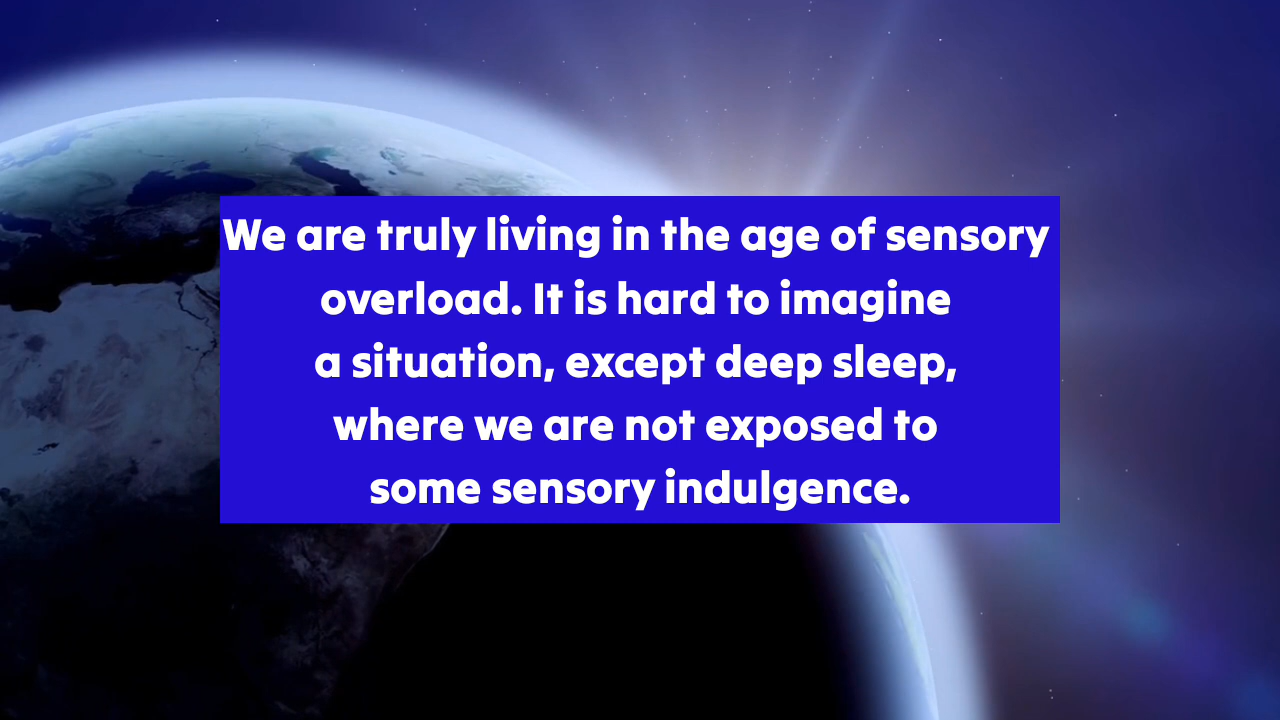 We are truly living in the age of sensory
overload. It is hard to imagine
a situation, except deep sleep,
where we are not exposed to
some sensory indulgence.